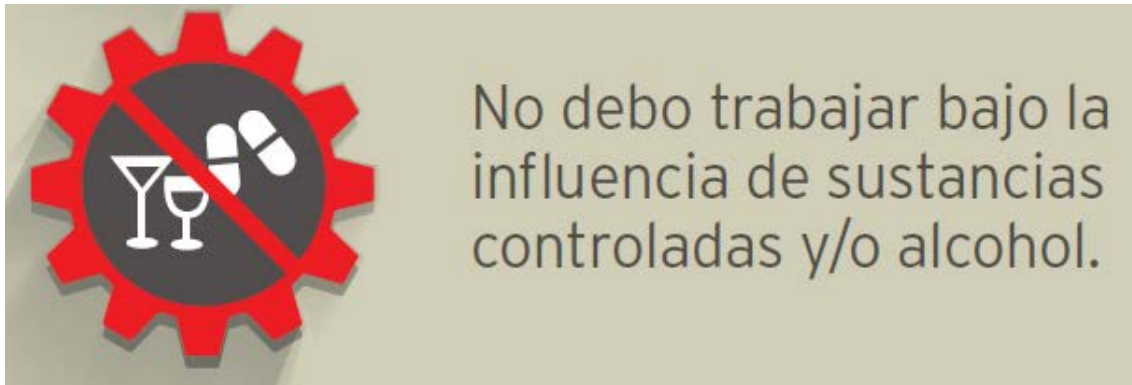 No debo trabajar bajo la
influencia de sustancias
controladas y/o alcohol.